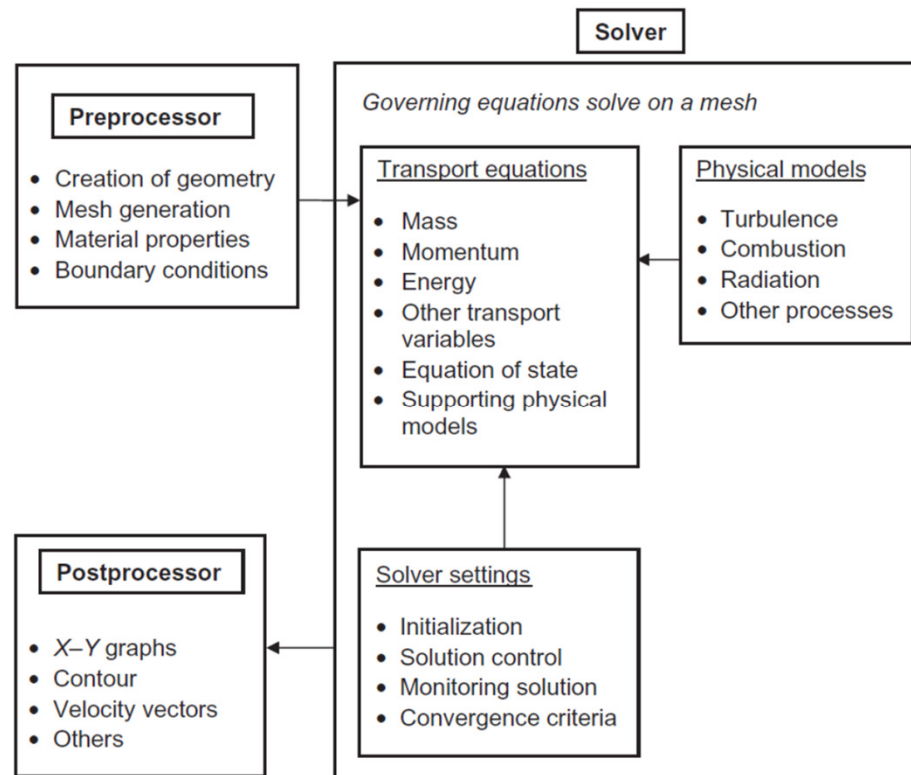 Solver
Preprocessor
• Creation of geometry
• Mesh generation
• Material properties
• Boundary conditions
Governing equations solve on a mesh
Transport equations
• Mass
• Momentum
• Energy
• Other transport
variables
• Equation of state
• Supporting physical
models
Physical models
• Turbulence
• Combustion
• Radiation
• Other processes
Solver settings
• Initialization
• Solution control
• Monitoring solution
• Convergence criteria
Postprocessor
• X–Y graphs
• Contour
• Velocity vectors
• Others